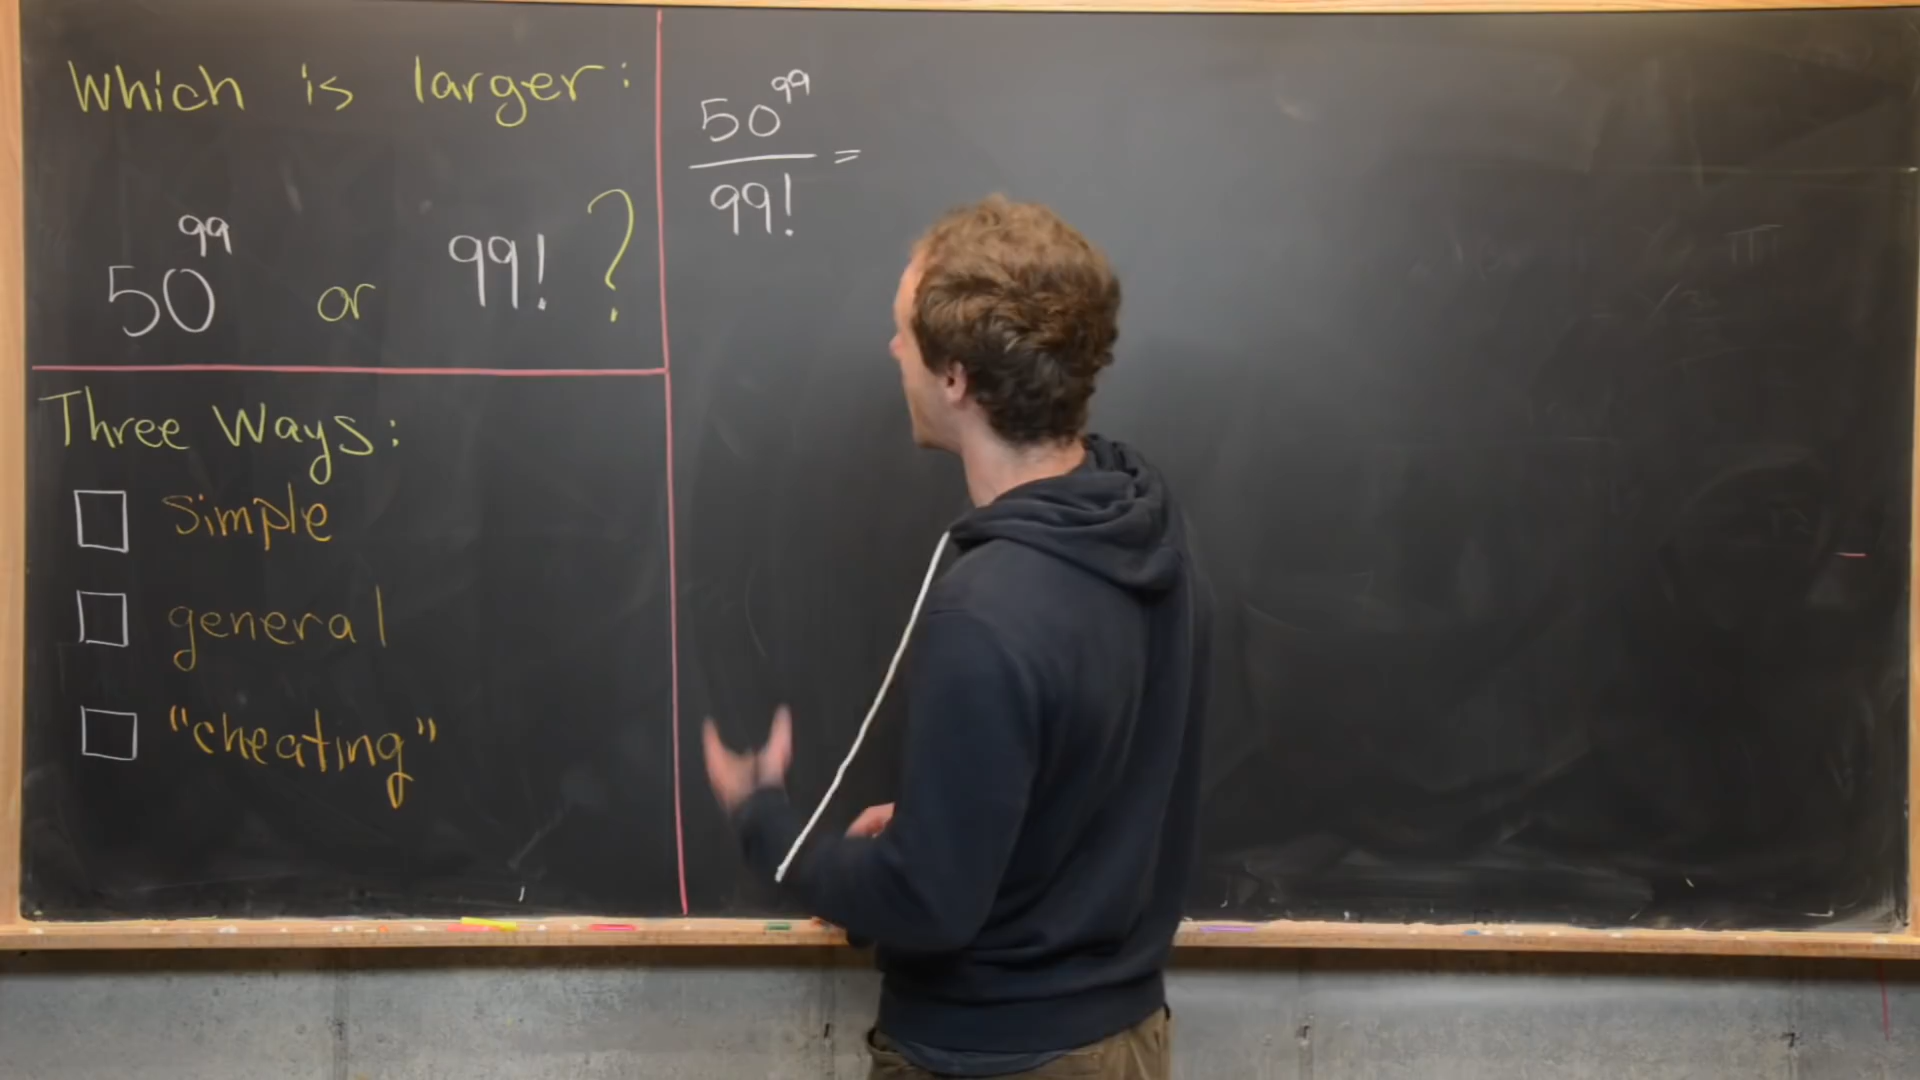 Which is larger:
50^99 or 99! ?
Three Ways:
Simple
general
"cheating"
50^99
99!
=